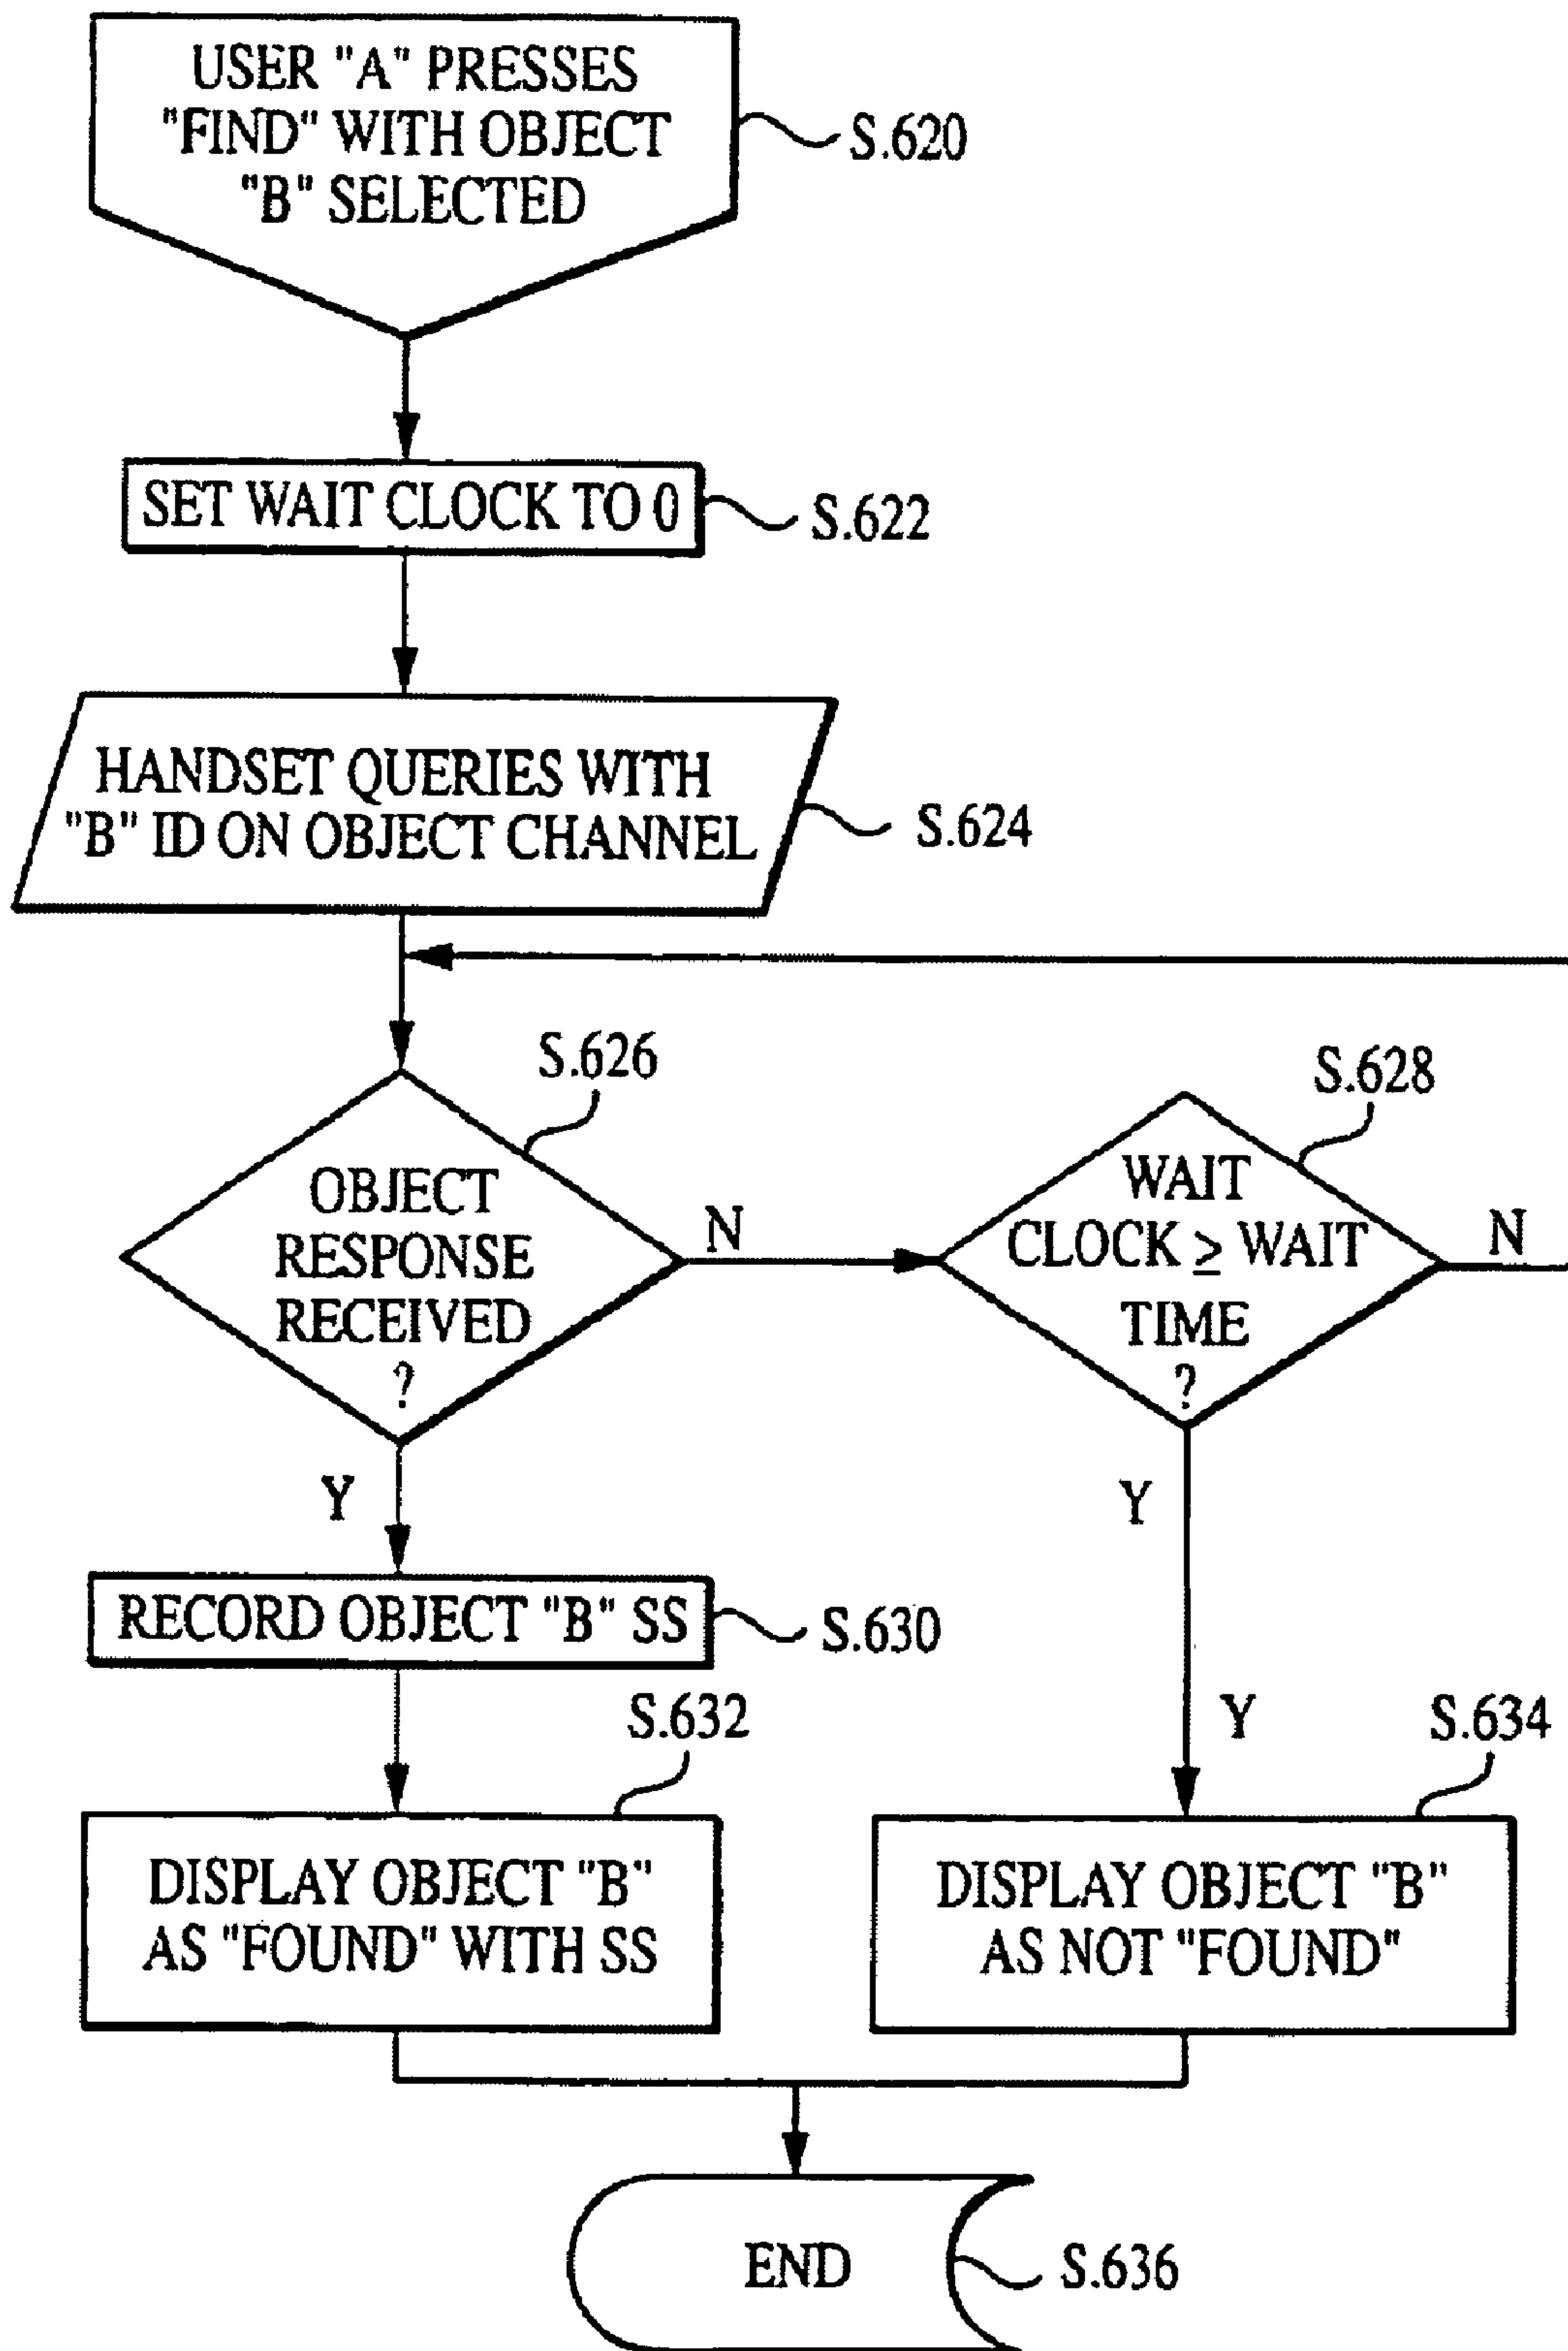 USER "A" PRESSES
"FIND" WITH OBJECT
"B" SELECTED
S.620
SET WAIT CLOCK TO 0
S.622
HANDSET QUERIES WITH
"B" ID ON OBJECT CHANNEL
S.624
S.626
OBJECT
RESPONSE
RECEIVED
?
N
Y
S.628
WAIT
CLOCK ≥ WAIT
TIME
?
N
Y
Y
RECORD OBJECT "B" SS
S.630
S.632
DISPLAY OBJECT "B"
AS "FOUND" WITH SS
S.634
DISPLAY OBJECT "B"
AS NOT "FOUND"
END
S.636